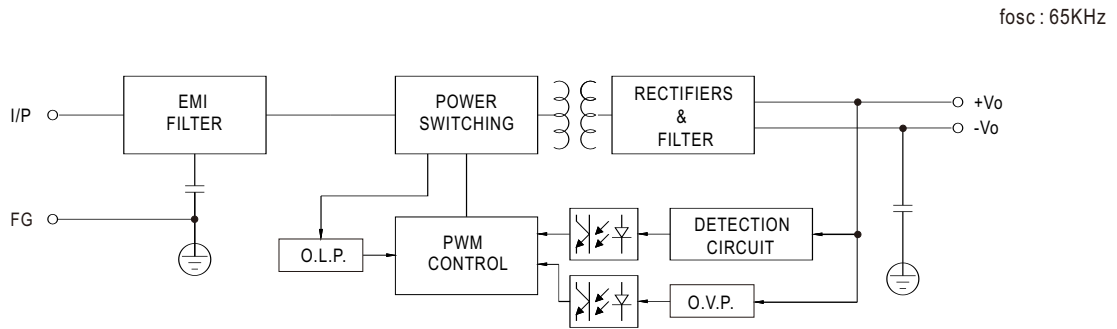 fosc : 65KHz
I/P
EMI
FILTER
POWER
SWITCHING
RECTIFIERS
&
FILTER
+Vo
-Vo
FG
O.L.P.
PWM
CONTROL
DETECTION
CIRCUIT
O.V.P.